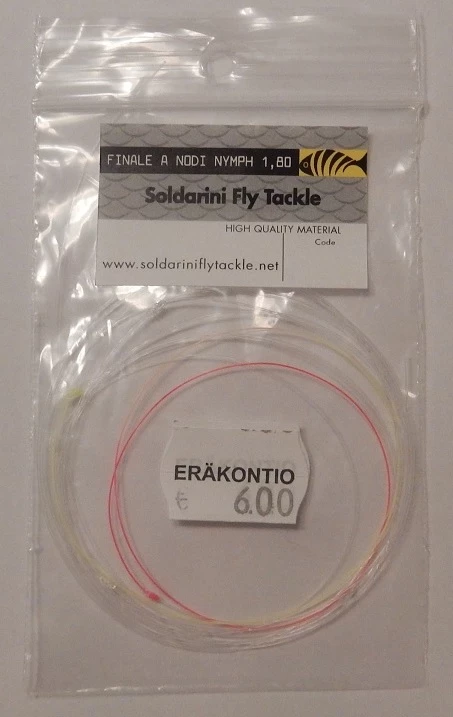 FINALE A NODI NYMPH 1,80
Soldarini Fly Tackle
HIGH QUALITY MATERIAL
Code
www.soldariniflytackle.net
ERÄKONTIO
€ 6.00